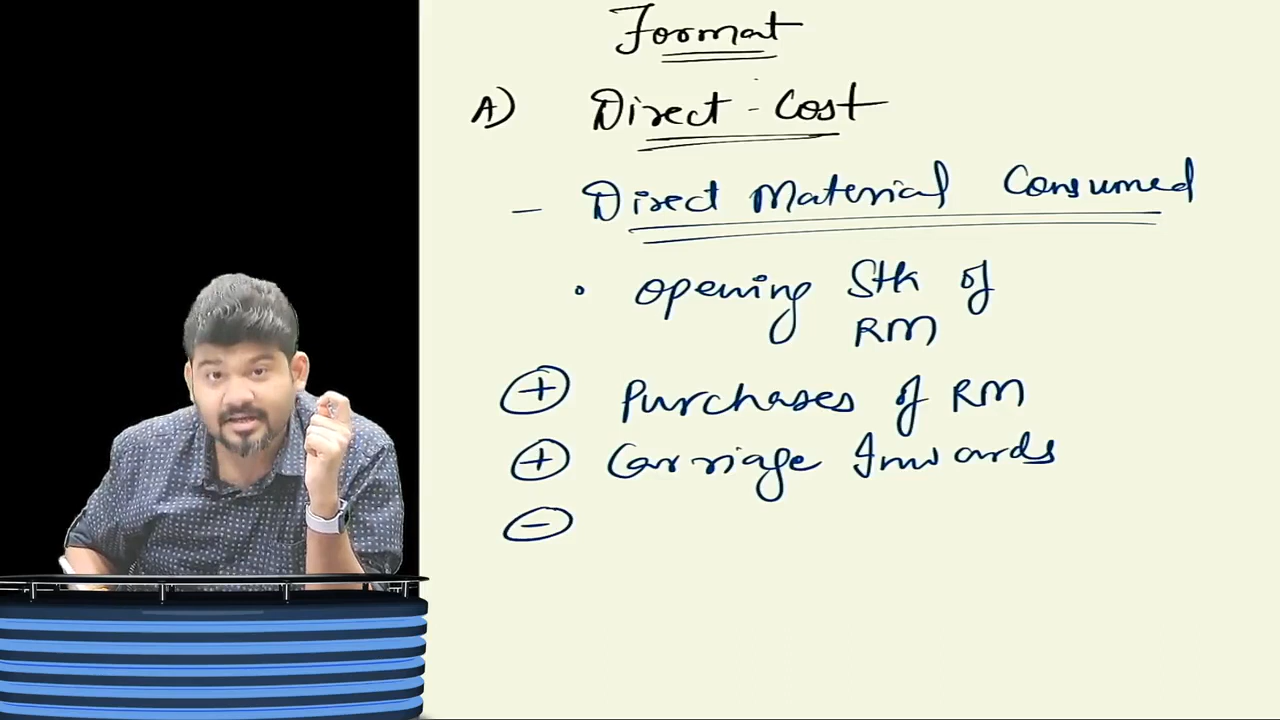 Format
A) Direct - Cost
- Direct Material Consumed
• opening Stk of
RM
+ Purchases of RM
+ Carriage Inwards
-